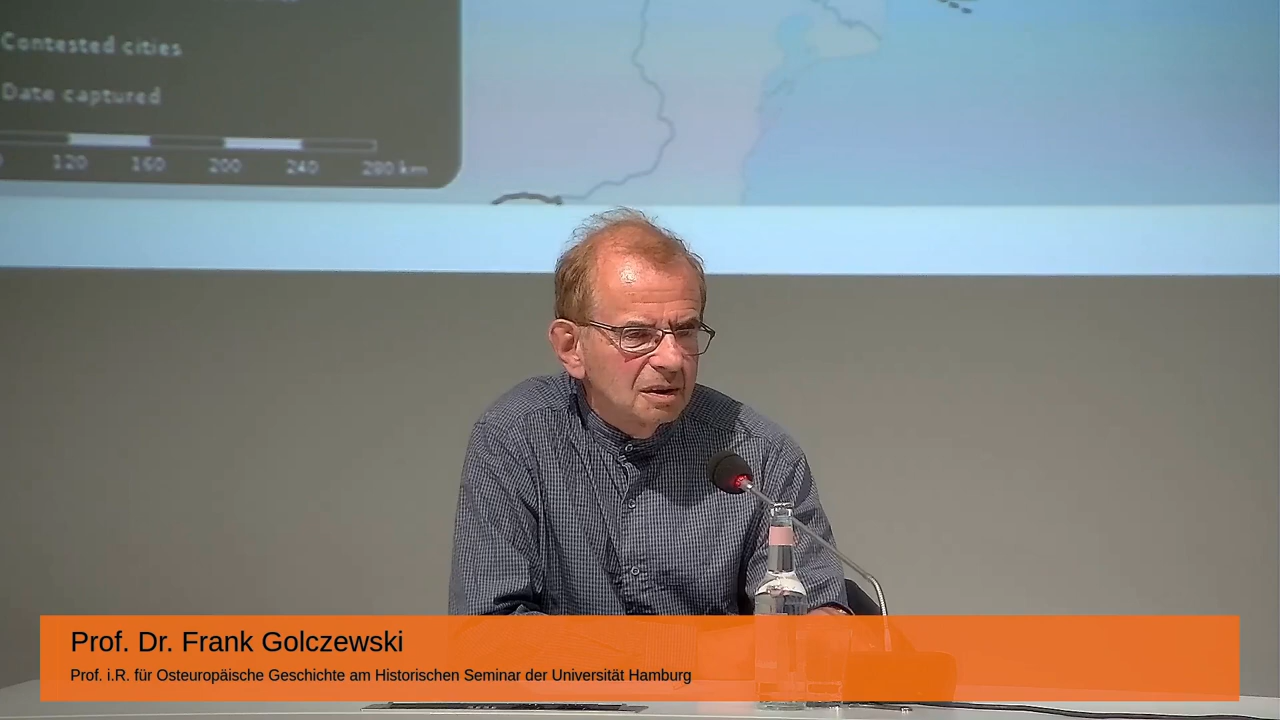 Contested cities
Date captured
120 160 200 240 280 km
Prof. Dr. Frank Golczewski
Prof. i.R. für Osteuropäische Geschichte am Historischen Seminar der Universität Hamburg